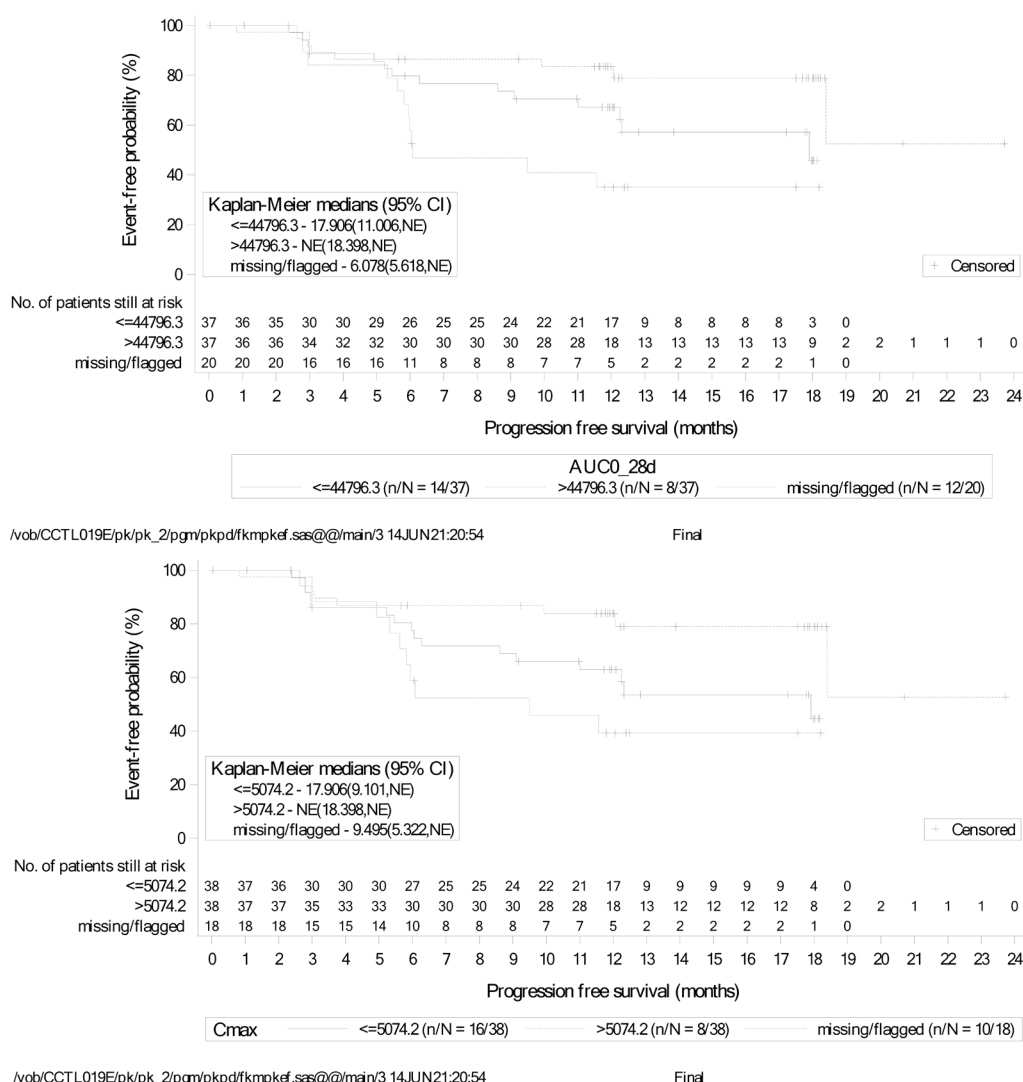 100
80
60
40
20
0
Event-free probability (%)
Kaplan-Meier medians (95% CI)
<=44796.3 - 17.906(11.006,NE)
>44796.3 - NE(18.398,NE)
missing/flagged - 6.078(5.618,NE)
Censored
No. of patients still at risk
<=44796.3 37 36 35 30 30 29 26 25 25 24 22 21 17 9 8 8 8 8 3 0
>44796.3 37 36 36 34 32 32 30 30 30 30 28 28 18 13 13 13 13 13 9 2 2 1 1 1 0
missing/flagged 20 20 20 16 16 16 11 8 8 8 7 7 5 2 2 2 2 2 1 0
0 1 2 3 4 5 6 7 8 9 10 11 12 13 14 15 16 17 18 19 20 21 22 23 24
Progression free survival (months)
AUC0_28d
<=44796.3 (n/N = 14/37) >44796.3 (n/N = 8/37) missing/flagged (n/N = 12/20)
/vob/CCTL019E/pk/pk_2/pgm/pkpd/fkmpkef.sas@@/main/3 14JUN21:20:54 Final
100
80
60
40
20
0
Event-free probability (%)
Kaplan-Meier medians (95% CI)
<=5074.2 - 17.906(9.101,NE)
>5074.2 - NE(18.398,NE)
missing/flagged - 9.495(5.322,NE)
Censored
No. of patients still at risk
<=5074.2 38 37 36 30 30 30 27 25 25 24 22 21 17 9 9 9 9 9 4 0
>5074.2 38 37 37 35 33 33 30 30 30 30 28 28 18 13 12 12 12 12 8 2 2 1 1 1 0
missing/flagged 18 18 18 15 15 14 10 8 8 8 7 7 5 2 2 2 2 2 1 0
0 1 2 3 4 5 6 7 8 9 10 11 12 13 14 15 16 17 18 19 20 21 22 23 24
Progression free survival (months)
Cmax <=5074.2 (n/N = 16/38) >5074.2 (n/N = 8/38) missing/flagged (n/N = 10/18)
/vob/CCTL019E/pk/pk_2/pgm/pkpd/fkmpkef.sas@@/main/3 14JUN21:20:54 Final